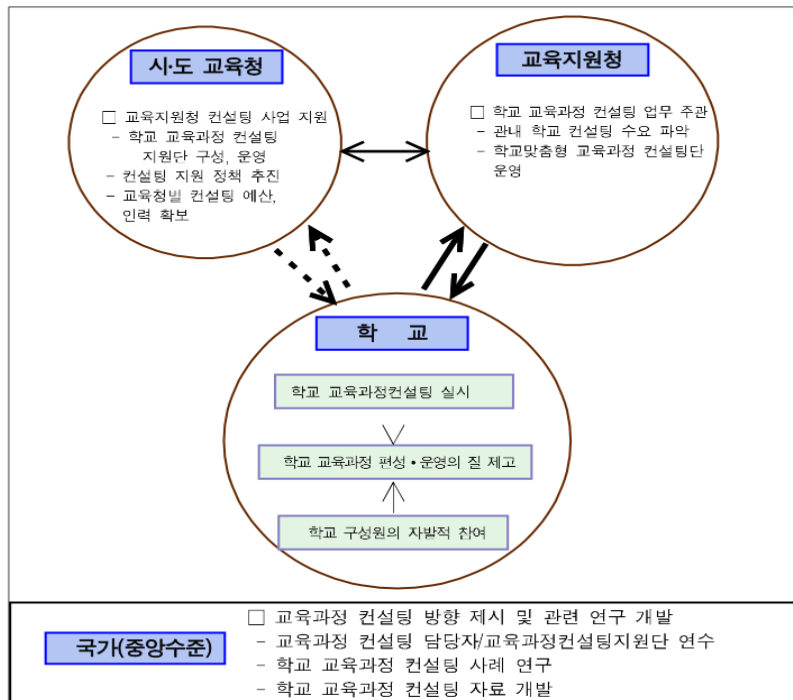 시·도 교육청
□ 교육지원청 컨설팅 사업 지원
- 학교 교육과정 컨설팅
지원단 구성, 운영
- 컨설팅 지원 정책 추진
- 교육청별 컨설팅 예산,
인력 확보
교육지원청
□ 학교 교육과정 컨설팅 업무 주관
- 관내 학교 컨설팅 수요 파악
- 학교맞춤형 교육과정 컨설팅단
운영
학 교
학교 교육과정컨설팅 실시
학교 교육과정 편성•운영의 질 제고
학교 구성원의 자발적 참여
국가(중앙수준)
□ 교육과정 컨설팅 방향 제시 및 관련 연구 개발
- 교육과정 컨설팅 담당자/교육과정컨설팅지원단 연수
- 학교 교육과정 컨설팅 사례 연구
- 학교 교육과정 컨설팅 자료 개발